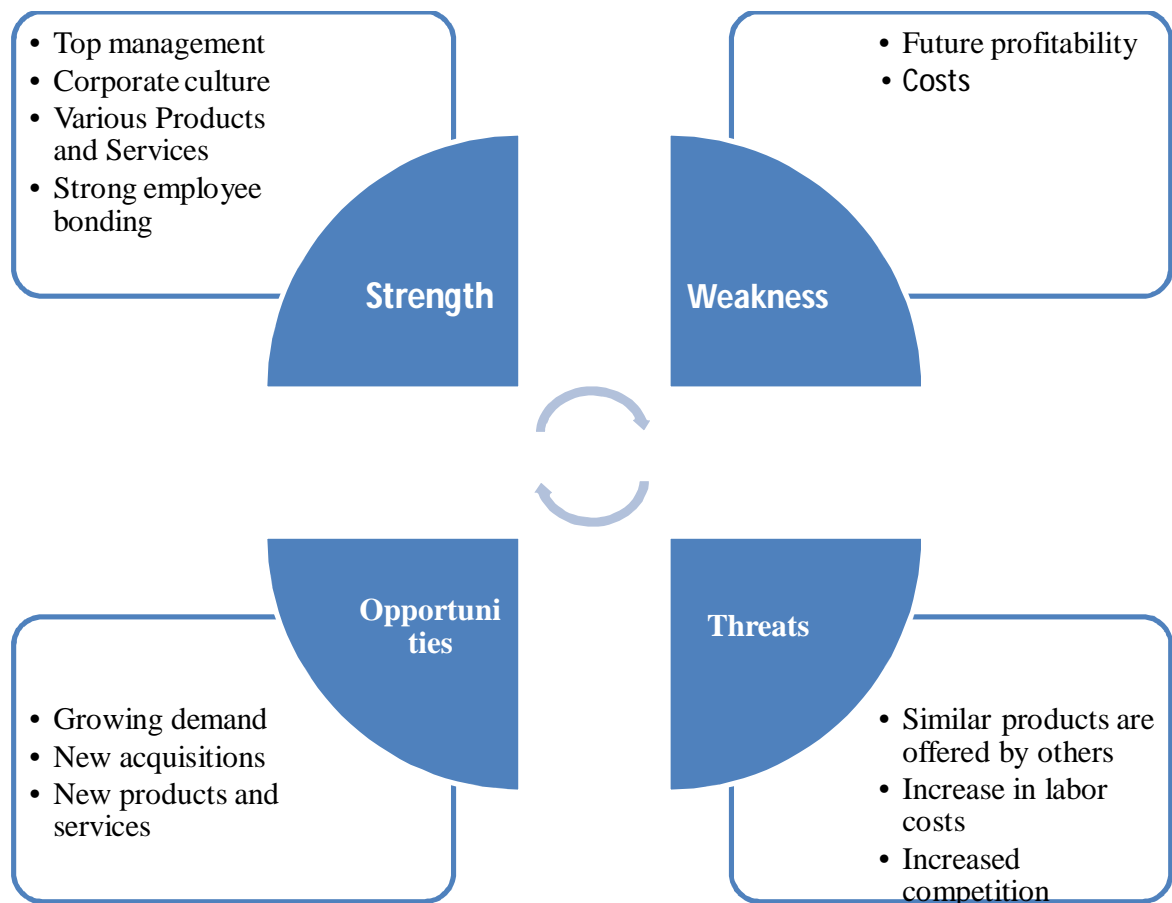 • Top management
• Corporate culture
• Various Products
and Services
• Strong employee
bonding
Strength
• Future profitability
• Costs
Weakness
Opportuni
ties
• Growing demand
• New acquisitions
• New products and
services
Threats
• Similar products are
offered by others
• Increase in labor
costs
• Increased
competition